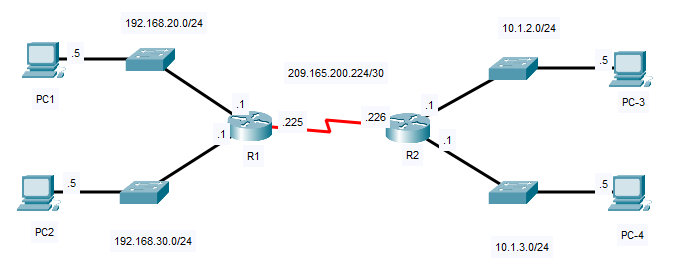 192.168.20.0/24
10.1.2.0/24
.5
.5
209.165.200.224/30
PC1
PC-3
.1
.1
.225
.226
.1
.1
R1
R2
.5
.5
PC2
PC-4
192.168.30.0/24
10.1.3.0/24